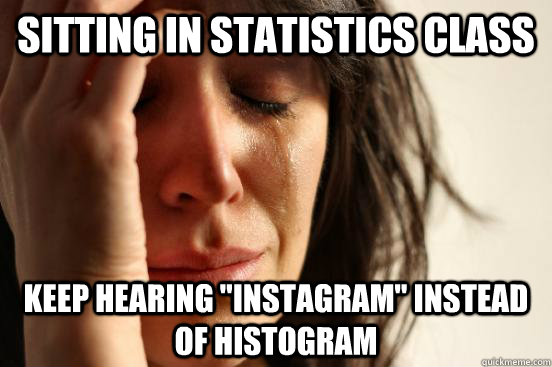 SITTING IN STATISTICS CLASS
KEEP HEARING "INSTAGRAM" INSTEAD
OF HISTOGRAM
quickmeme.com